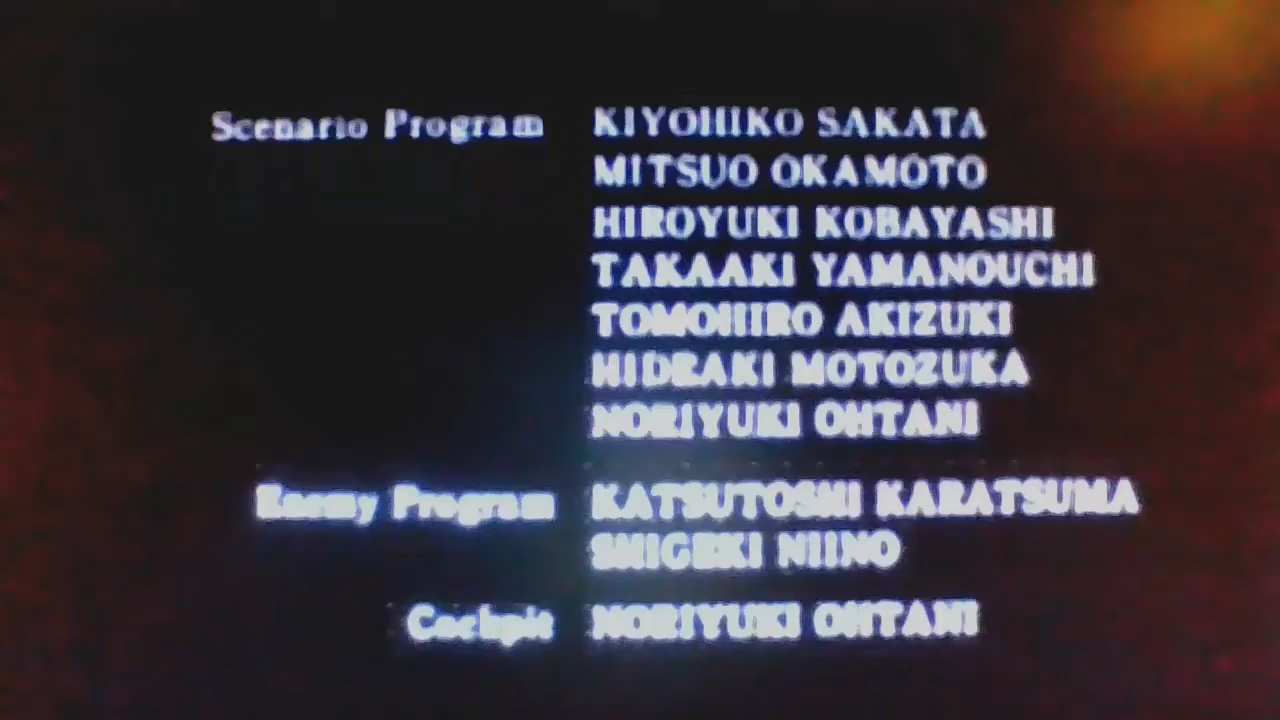 Scenario Program KIYOHIKO SAKATA
MITSUO OKAMOTO
HIROYUKI KOBAYASHI
TAKAAKI YAMANOUCHI
TOMOHIRO AKIZUKI
HIDEAKI MOTOZUKA
NORIYUKI OHTANI
Enemy Program KATSUTOSHI KARATSUMA
SHIGEKI NIINO
Cockpit NORIYUKI OHTANI